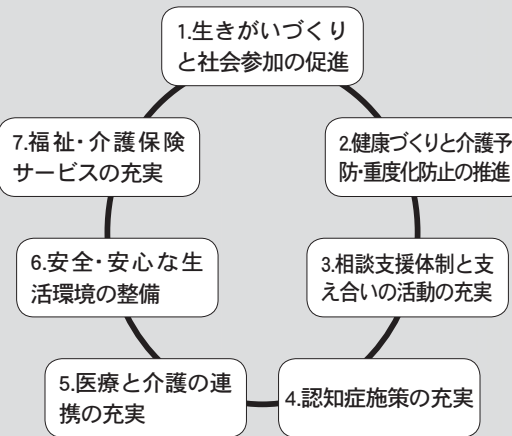 1.生きがいづくり
と社会参加の促進
2.健康づくりと介護予
防・重度化防止の推進
3.相談支援体制と支
え合いの活動の充実
4.認知症施策の充実
5.医療と介護の連
携の充実
6.安全・安心な生
活環境の整備
7.福祉・介護保険
サービスの充実